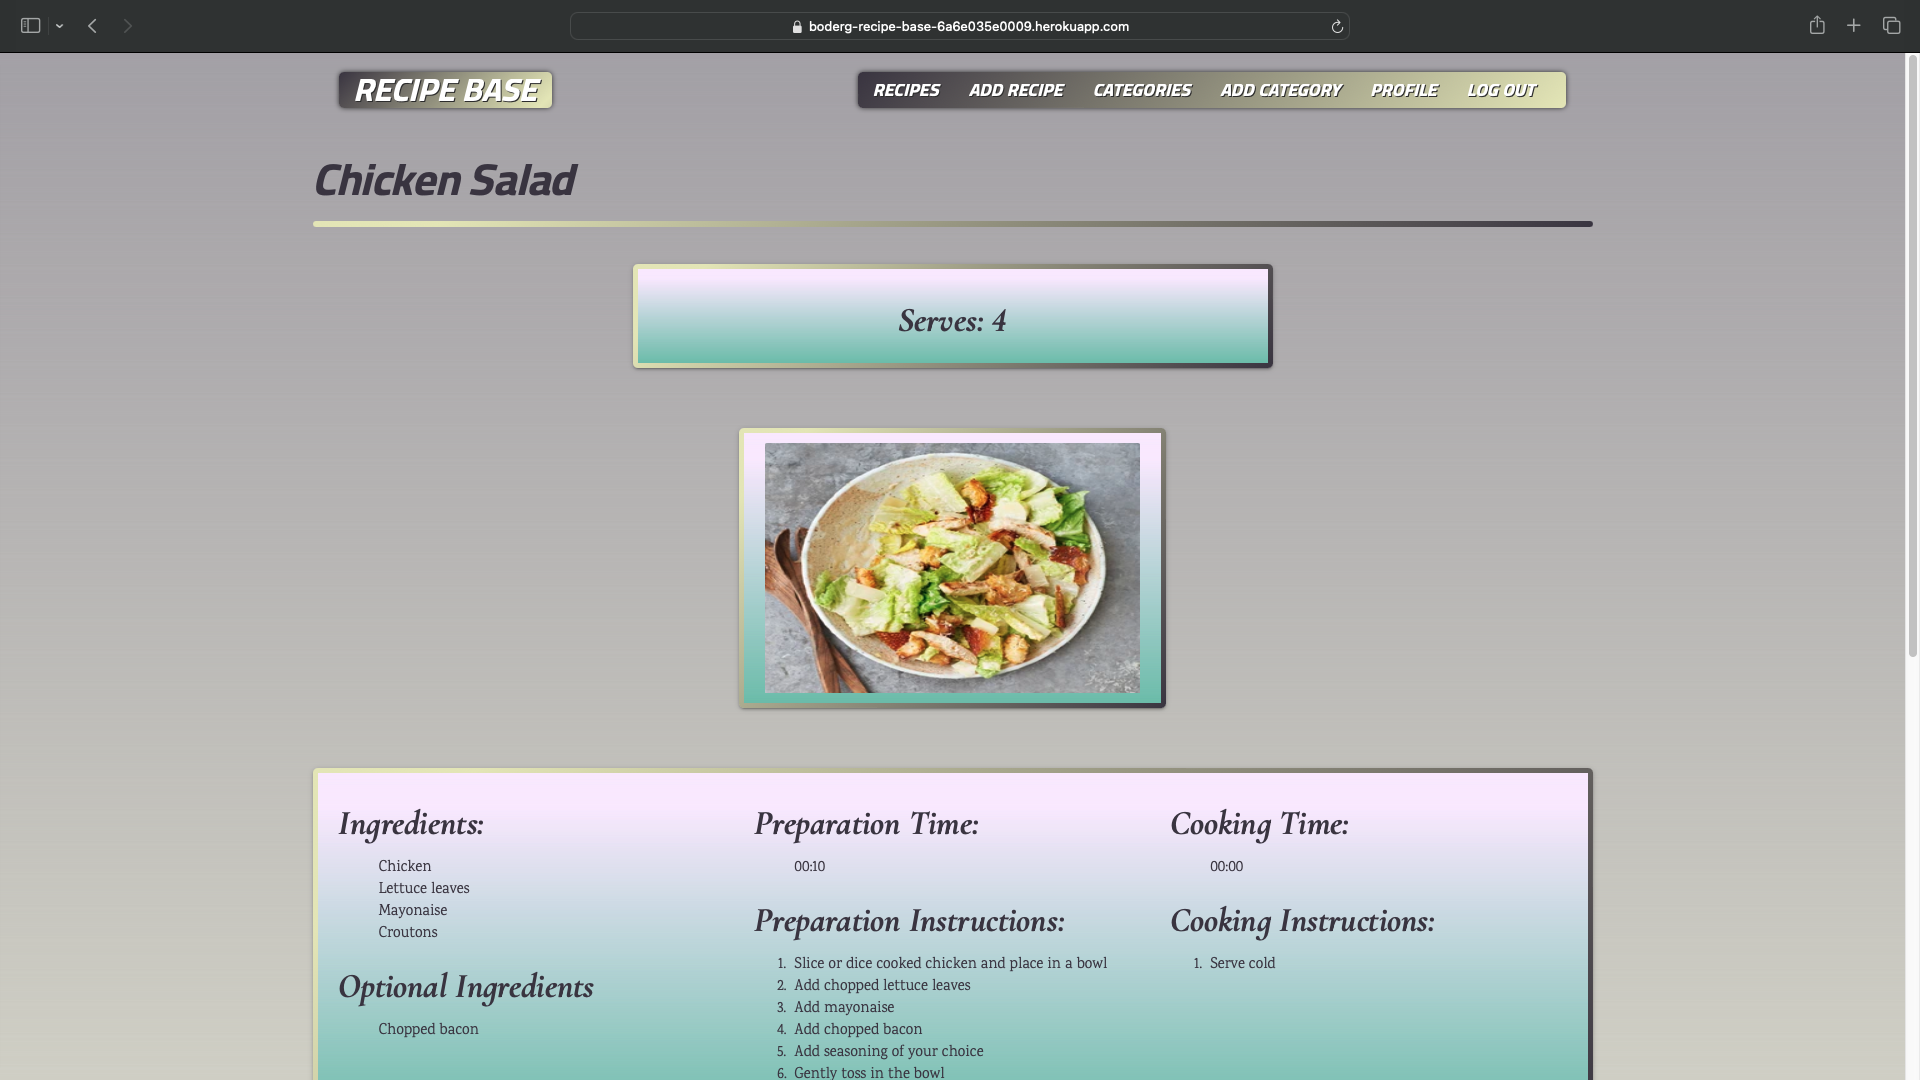 boderg-recipe-base-6a6e035e0009.herokuapp.com
RECIPE BASE
RECIPES ADD RECIPE CATEGORIES ADD CATEGORY PROFILE LOG OUT
Chicken Salad
Serves: 4
Ingredients:
Chicken
Lettuce leaves
Mayonaise
Croutons
Optional Ingredients
Chopped bacon
Preparation Time:
00:10
Preparation Instructions:
1. Slice or dice cooked chicken and place in a bowl
2. Add chopped lettuce leaves
3. Add mayonaise
4. Add chopped bacon
5. Add seasoning of your choice
6. Gently toss in the bowl
Cooking Time:
00:00
Cooking Instructions:
1. Serve cold